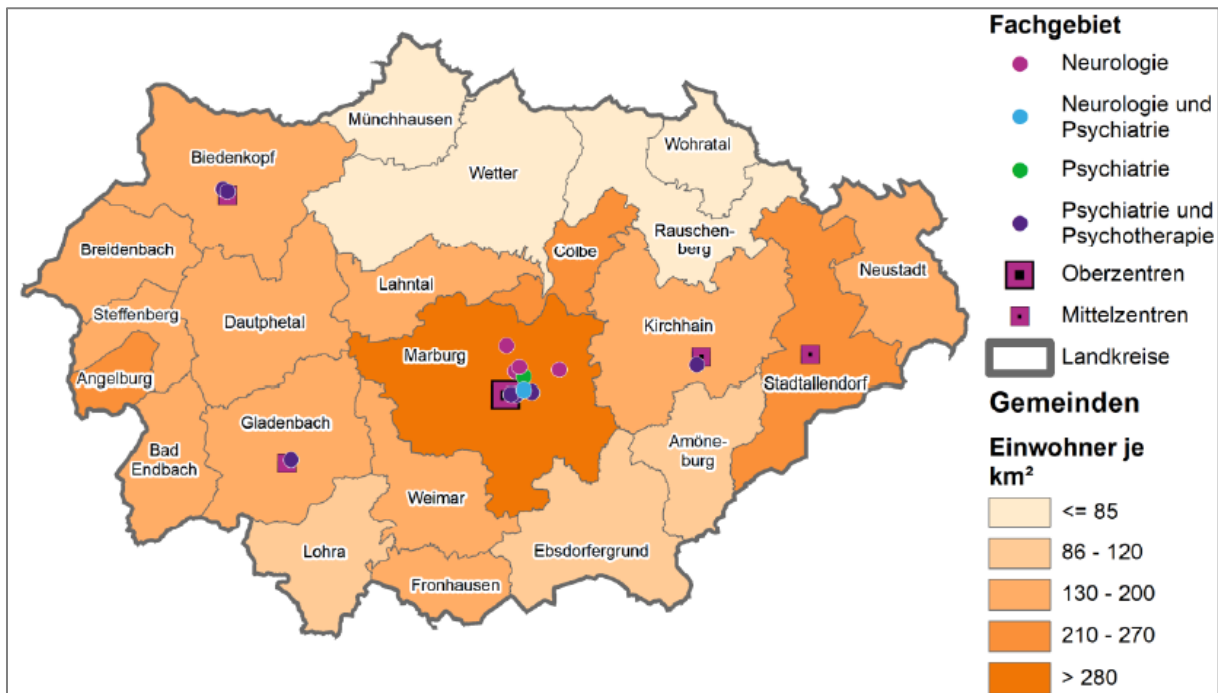 Münchhausen
Biedenkopf
Wetter
Wohratal
Breidenbach
Rauschen-
berg
Cölbe
Neustadt
Lahntal
Steffenberg
Dautphetal
Kirchhain
Marburg
Angelburg
Stadtallendorf
Gladenbach
Bad
Endbach
Amöne-
burg
Weimar
Lohra
Ebsdorfergrund
Fronhausen
Fachgebiet
Neurologie
Neurologie und
Psychiatrie
Psychiatrie
Psychiatrie und
Psychotherapie
Oberzentren
Mittelzentren
Landkreise
Gemeinden
Einwohner je
km²
<= 85
86 - 120
130 - 200
210 - 270
> 280